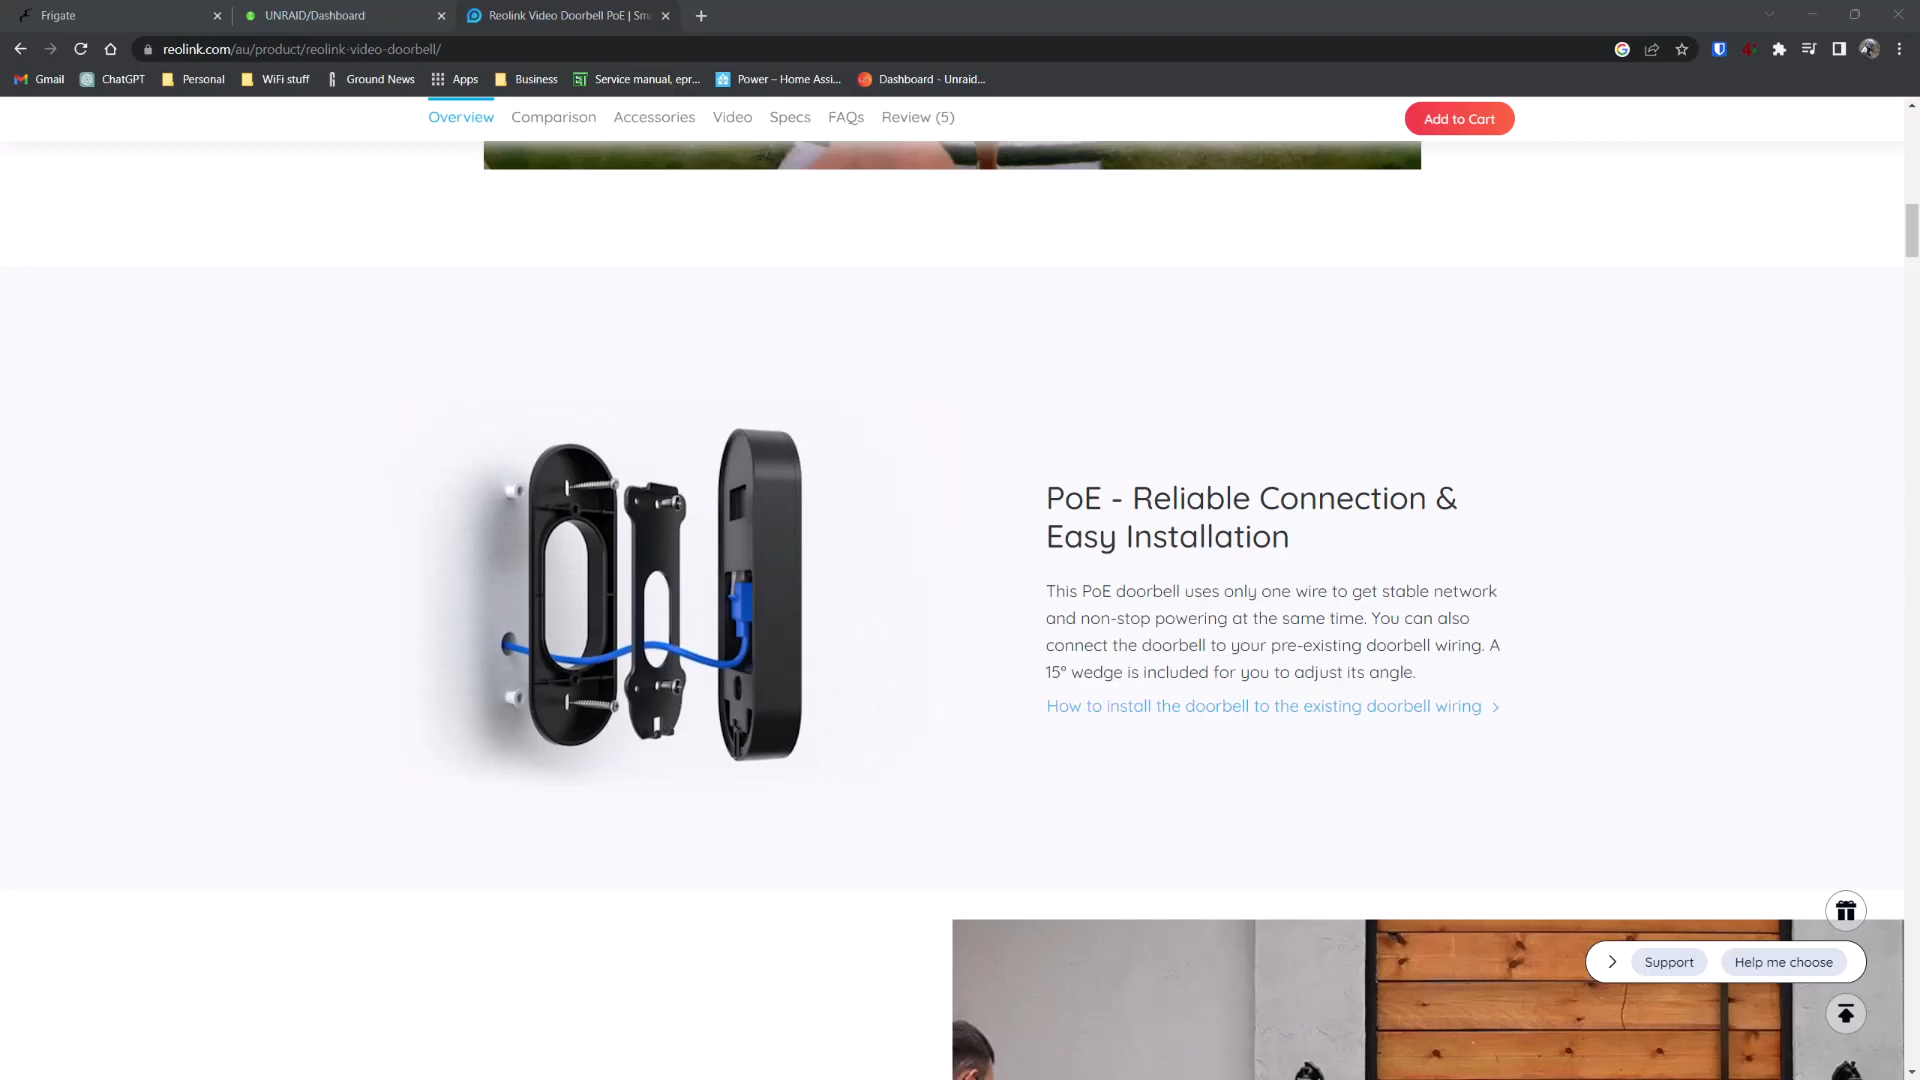 Frigate
UNRAID/Dashboard
Reolink Video Doorbell PoE | Sm
reolink.com/au/product/reolink-video-doorbell/
Gmail
ChatGPT
Personal
WiFi stuff
Ground News
Apps
Business
Service manual, epr...
Power – Home Assi...
Dashboard - Unraid...
Overview
Comparison
Accessories
Video
Specs
FAQs
Review (5)
Add to Cart
PoE - Reliable Connection &
Easy Installation
This PoE doorbell uses only one wire to get stable network
and non-stop powering at the same time. You can also
connect the doorbell to your pre-existing doorbell wiring. A
15° wedge is included for you to adjust its angle.
How to install the doorbell to the existing doorbell wiring
Support
Help me choose